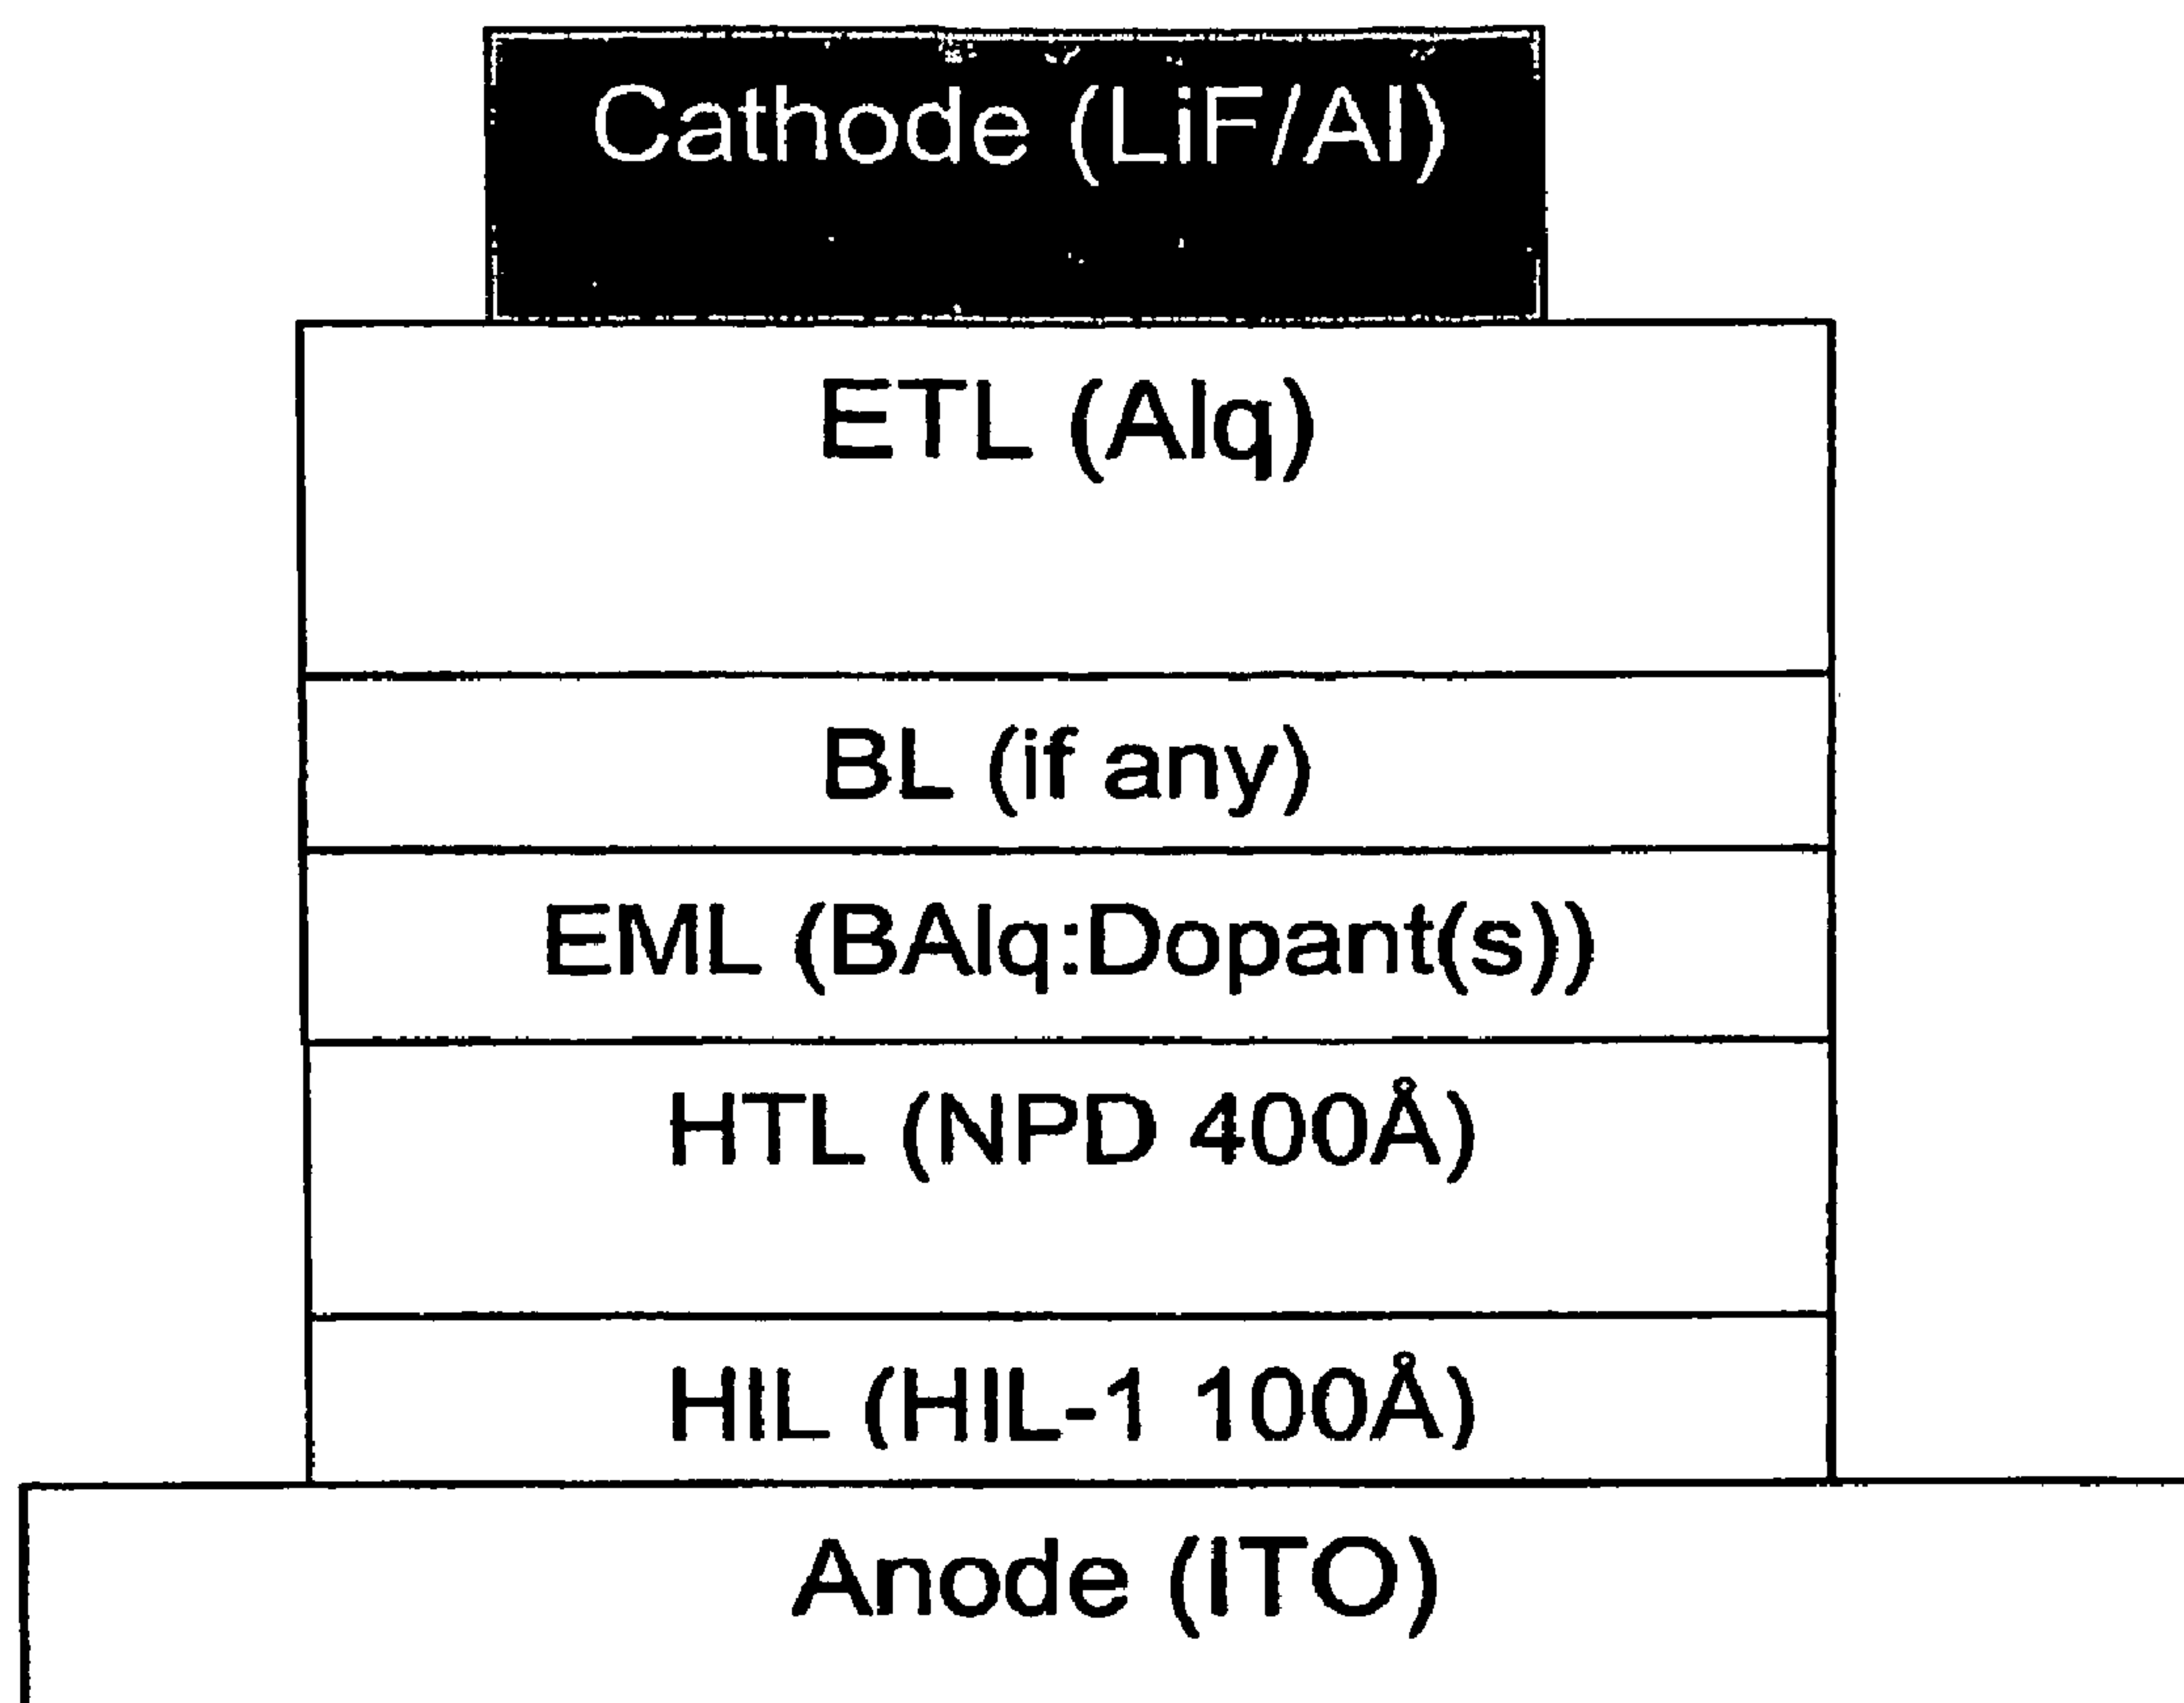 Cathode (LiF/Al)
ETL (Alq)
BL (if any)
EML (BAlq:Dopant(s))
HTL (NPD 400Å)
HIL (HIL-1 100Å)
Anode (ITO)